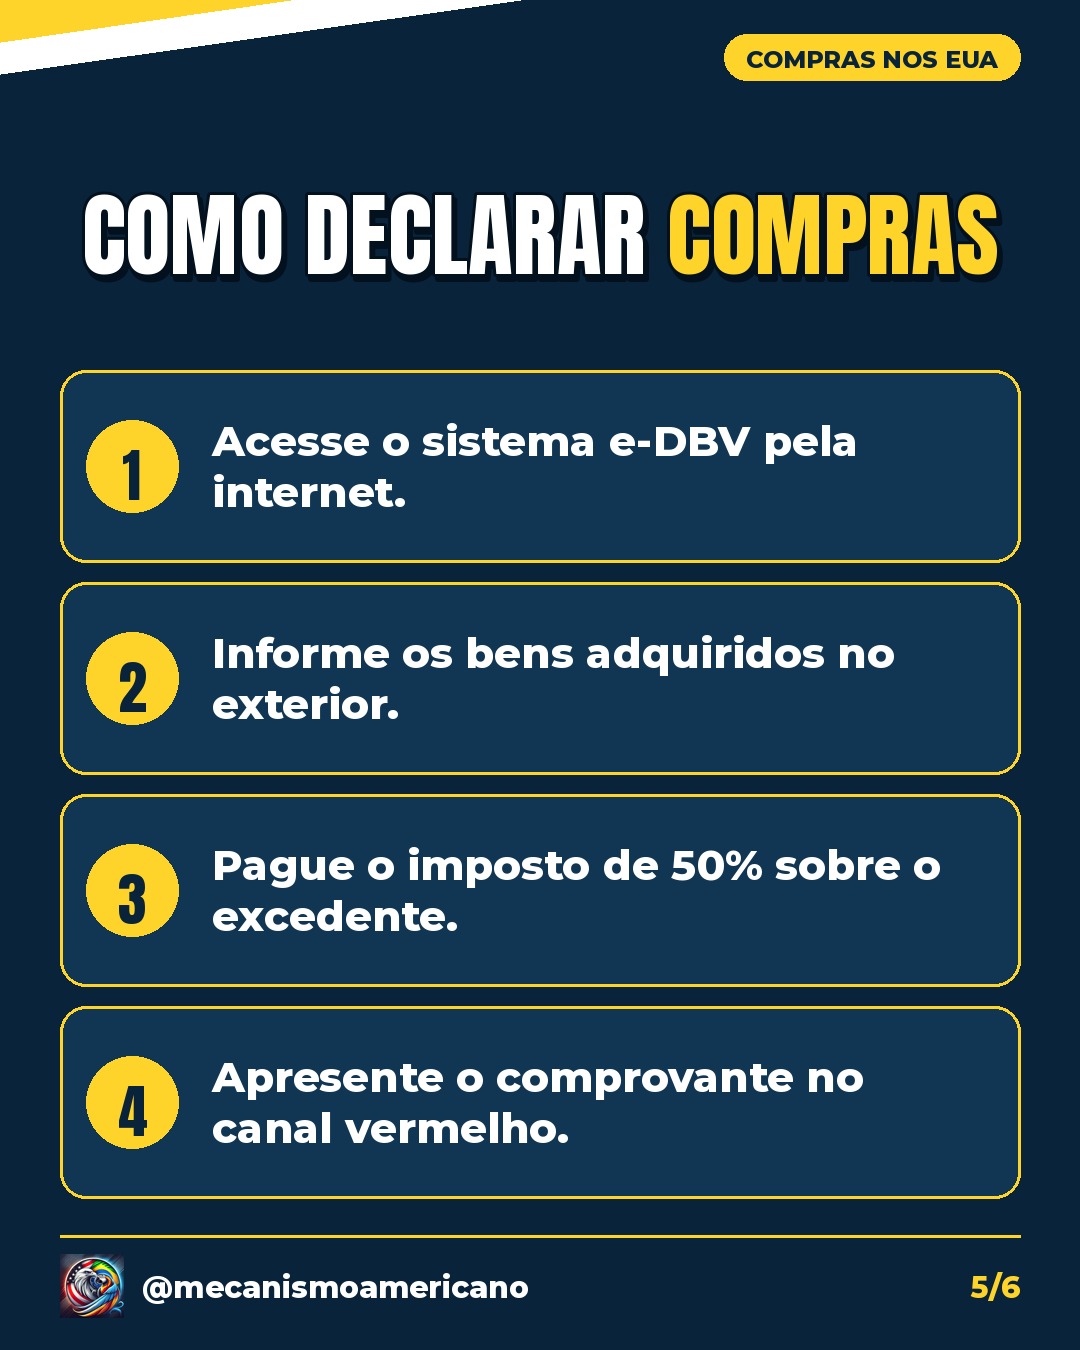 COMPRAS NOS EUA
COMO DECLARAR COMPRAS
1
Acesse o sistema e-DBV pela
internet.
2
Informe os bens adquiridos no
exterior.
3
Pague o imposto de 50% sobre o
excedente.
4
Apresente o comprovante no
canal vermelho.
@mecanismoamericano
5/6